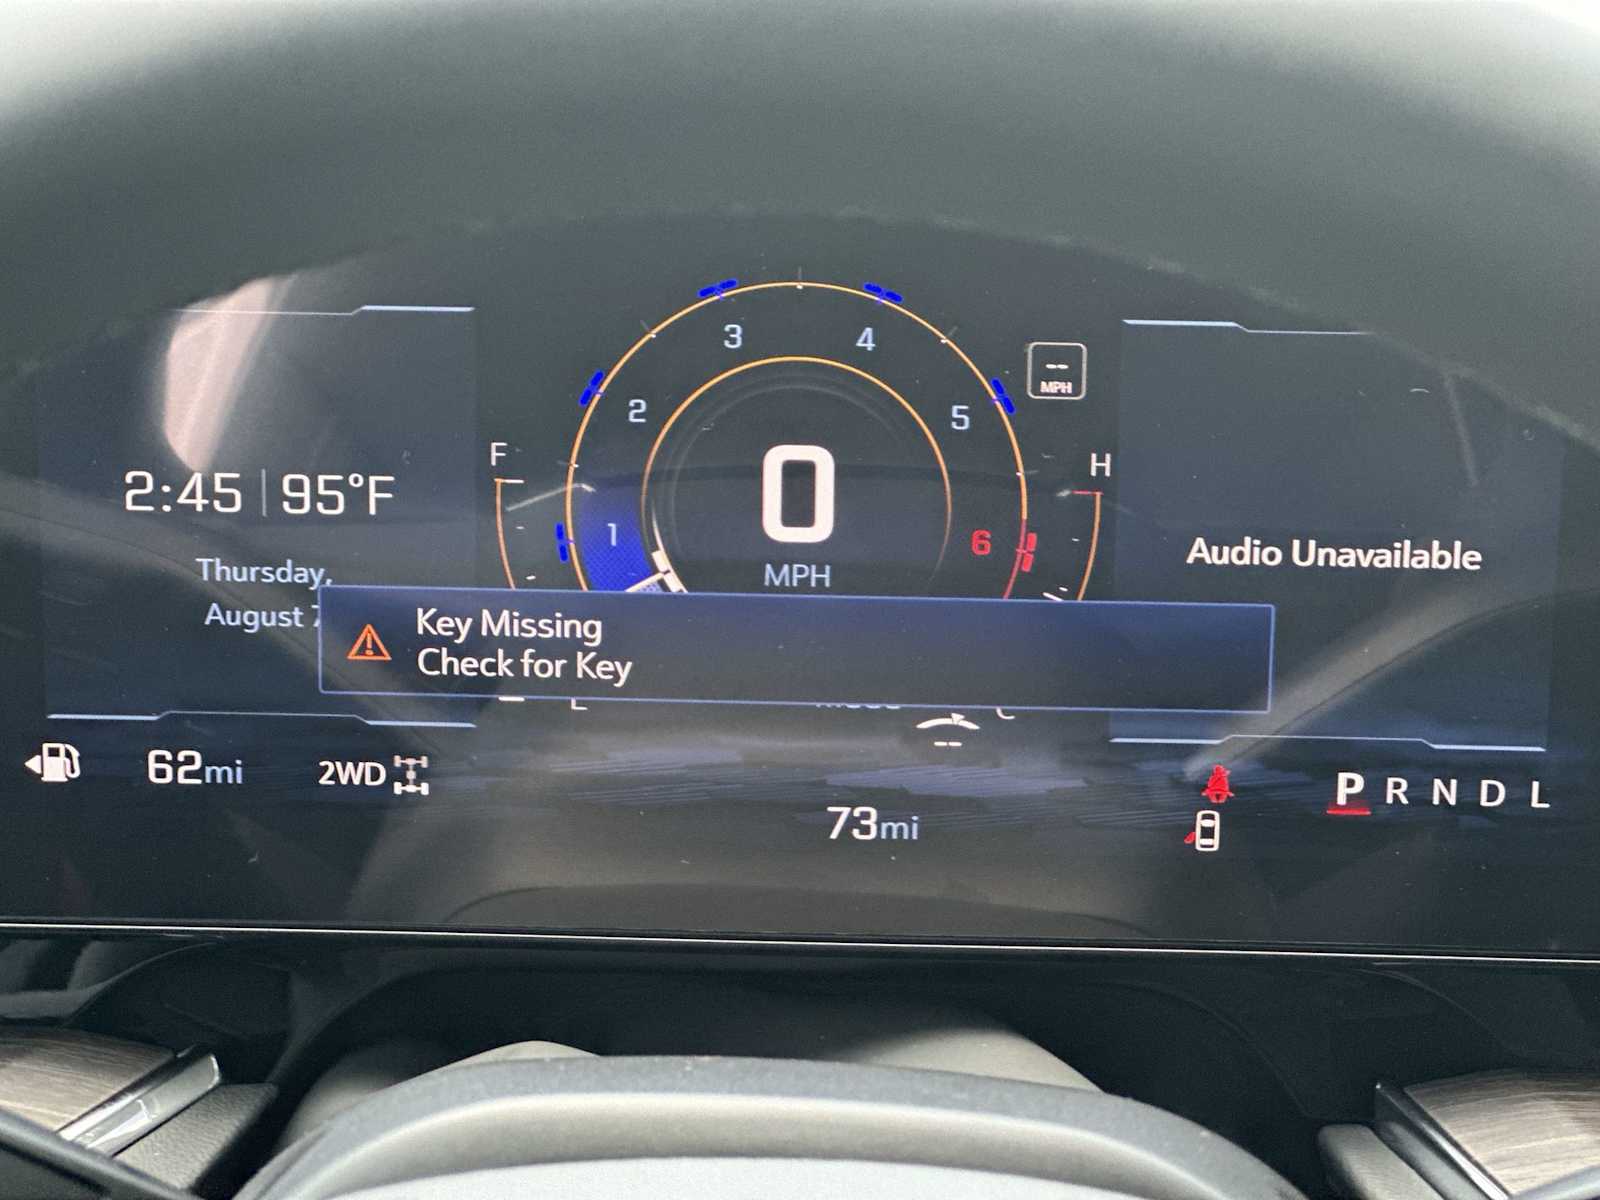 3
4
--
MPH
2
5
F
H
2:45 | 95°F
0
1
6
MPH
Audio Unavailable
Thursday,
August 7
Key Missing
Check for Key
62mi
2WD
--
73mi
P R N D L